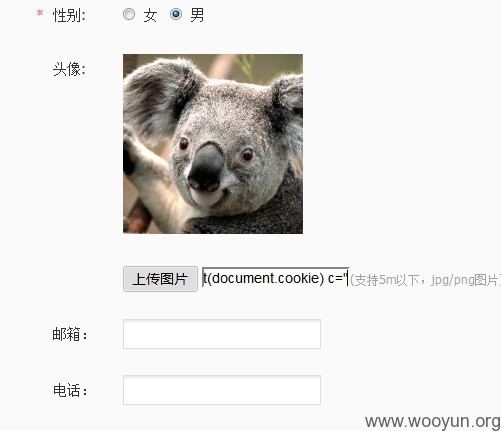 * 性别: 女 男
头像:
上传图片 t(document.cookie) c=" (支持5m以下，jpg/png图片)
邮箱：
电话：
www.wooyun.org